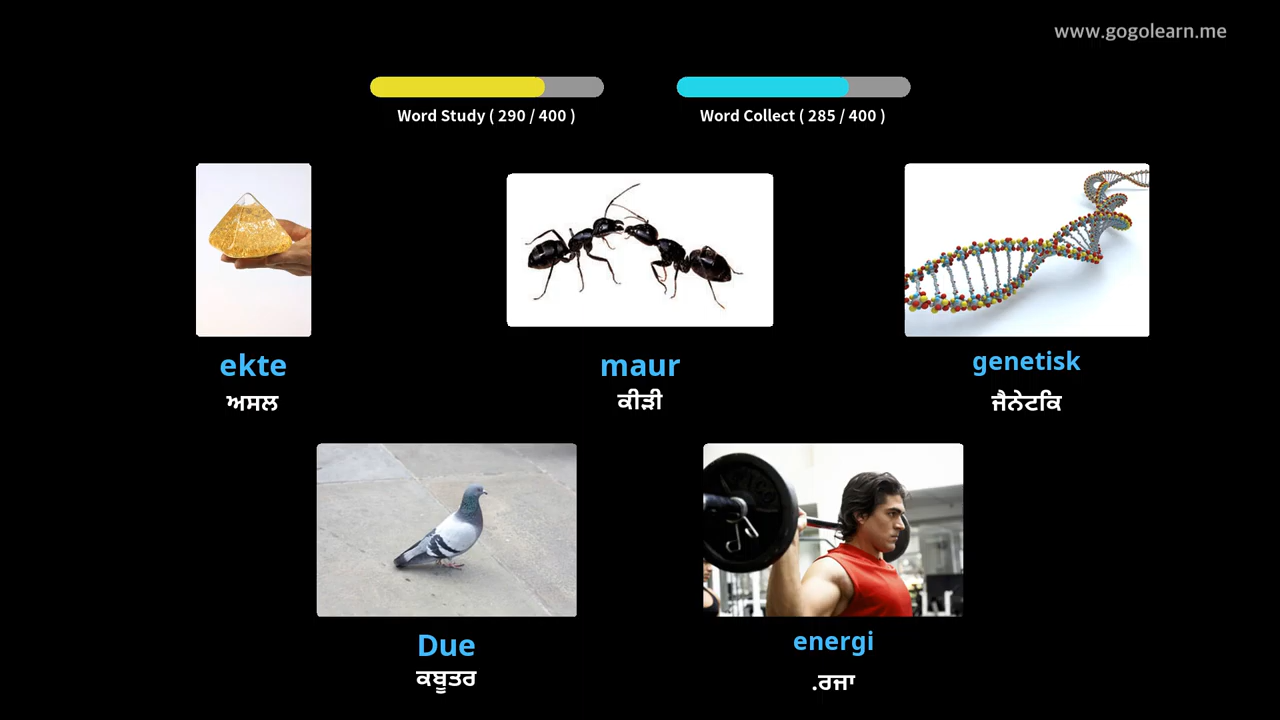 www.gogolearn.me
Word Study ( 290 / 400 )
Word Collect ( 285 / 400 )
ekte
ਅਸਲ
maur
ਕੀੜੀ
genetisk
ਜੈਨੇਟਕਿ
Due
ਕਬੂਤਰ
energi
.ਰਜਾ